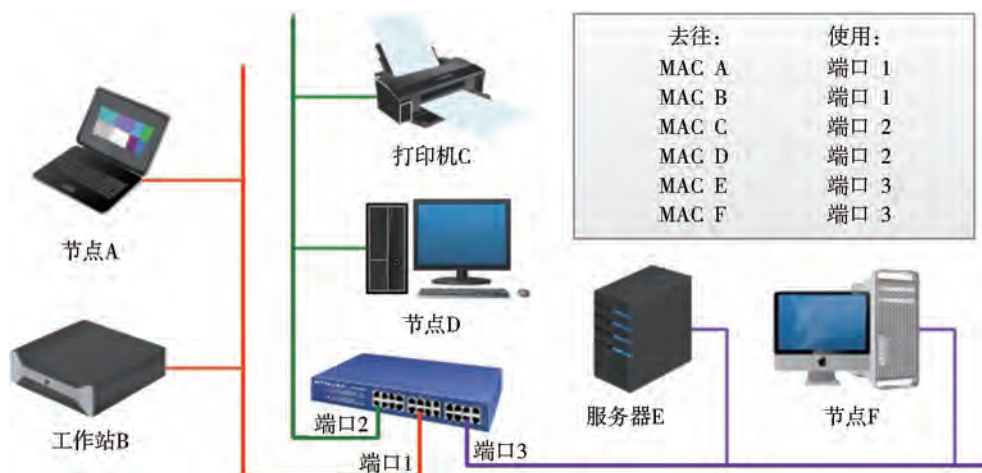 去往： 使用：
MAC A 端口 1
MAC B 端口 1
MAC C 端口 2
MAC D 端口 2
MAC E 端口 3
MAC F 端口 3
打印机C
节点A
节点D
工作站B
服务器E
节点F
端口2
端口1
端口3